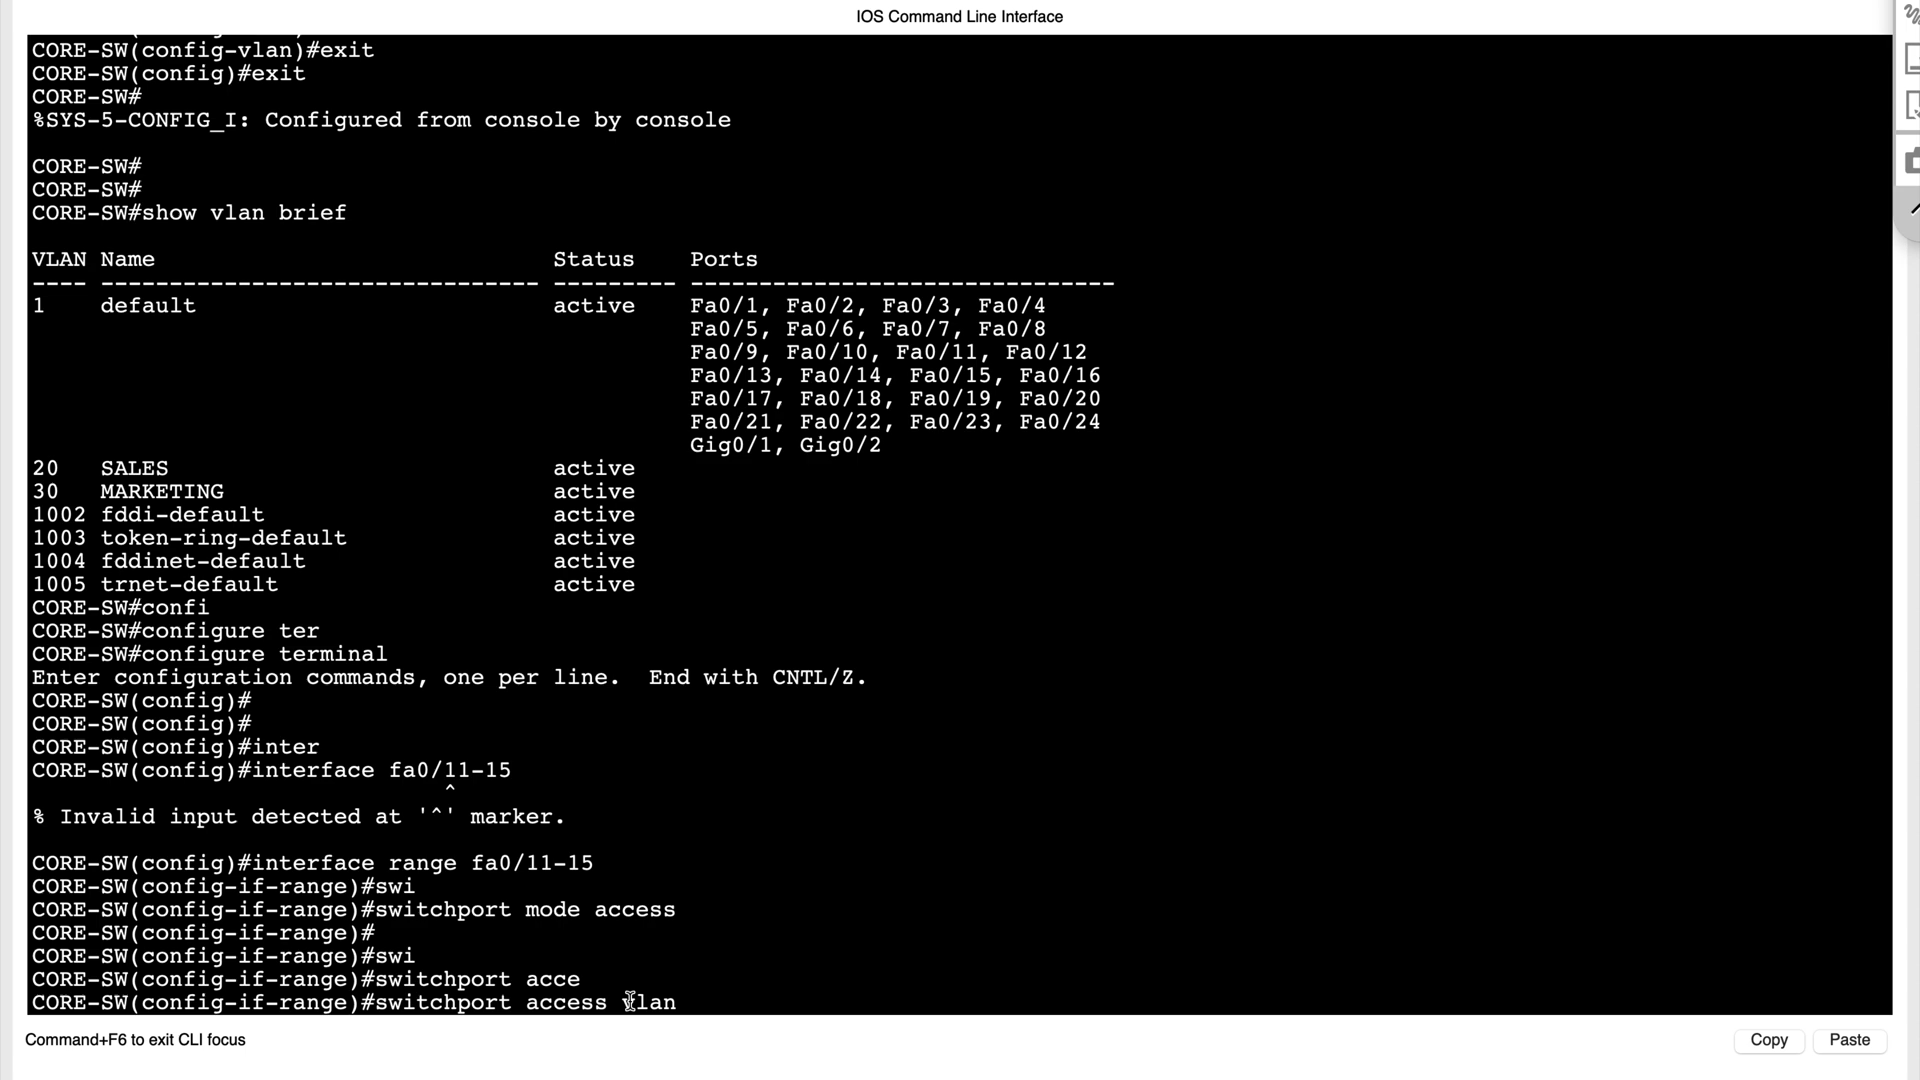 IOS Command Line Interface
CORE-SW(config-vlan)#exit
CORE-SW(config)#exit
CORE-SW#
%SYS-5-CONFIG_I: Configured from console by console
CORE-SW#
CORE-SW#
CORE-SW#show vlan brief
VLAN Name Status Ports
---- -------------------------------- --------- -------------------------------
1 default active Fa0/1, Fa0/2, Fa0/3, Fa0/4
Fa0/5, Fa0/6, Fa0/7, Fa0/8
Fa0/9, Fa0/10, Fa0/11, Fa0/12
Fa0/13, Fa0/14, Fa0/15, Fa0/16
Fa0/17, Fa0/18, Fa0/19, Fa0/20
Fa0/21, Fa0/22, Fa0/23, Fa0/24
Gig0/1, Gig0/2
20 SALES active
30 MARKETING active
1002 fddi-default active
1003 token-ring-default active
1004 fddinet-default active
1005 trnet-default active
CORE-SW#confi
CORE-SW#configure ter
CORE-SW#configure terminal
Enter configuration commands, one per line. End with CNTL/Z.
CORE-SW(config)#
CORE-SW(config)#
CORE-SW(config)#inter
CORE-SW(config)#interface fa0/11-15
^
% Invalid input detected at '^' marker.
CORE-SW(config)#interface range fa0/11-15
CORE-SW(config-if-range)#swi
CORE-SW(config-if-range)#switchport mode access
CORE-SW(config-if-range)#
CORE-SW(config-if-range)#swi
CORE-SW(config-if-range)#switchport acce
CORE-SW(config-if-range)#switchport access vlan
Command+F6 to exit CLI focus
Copy
Paste